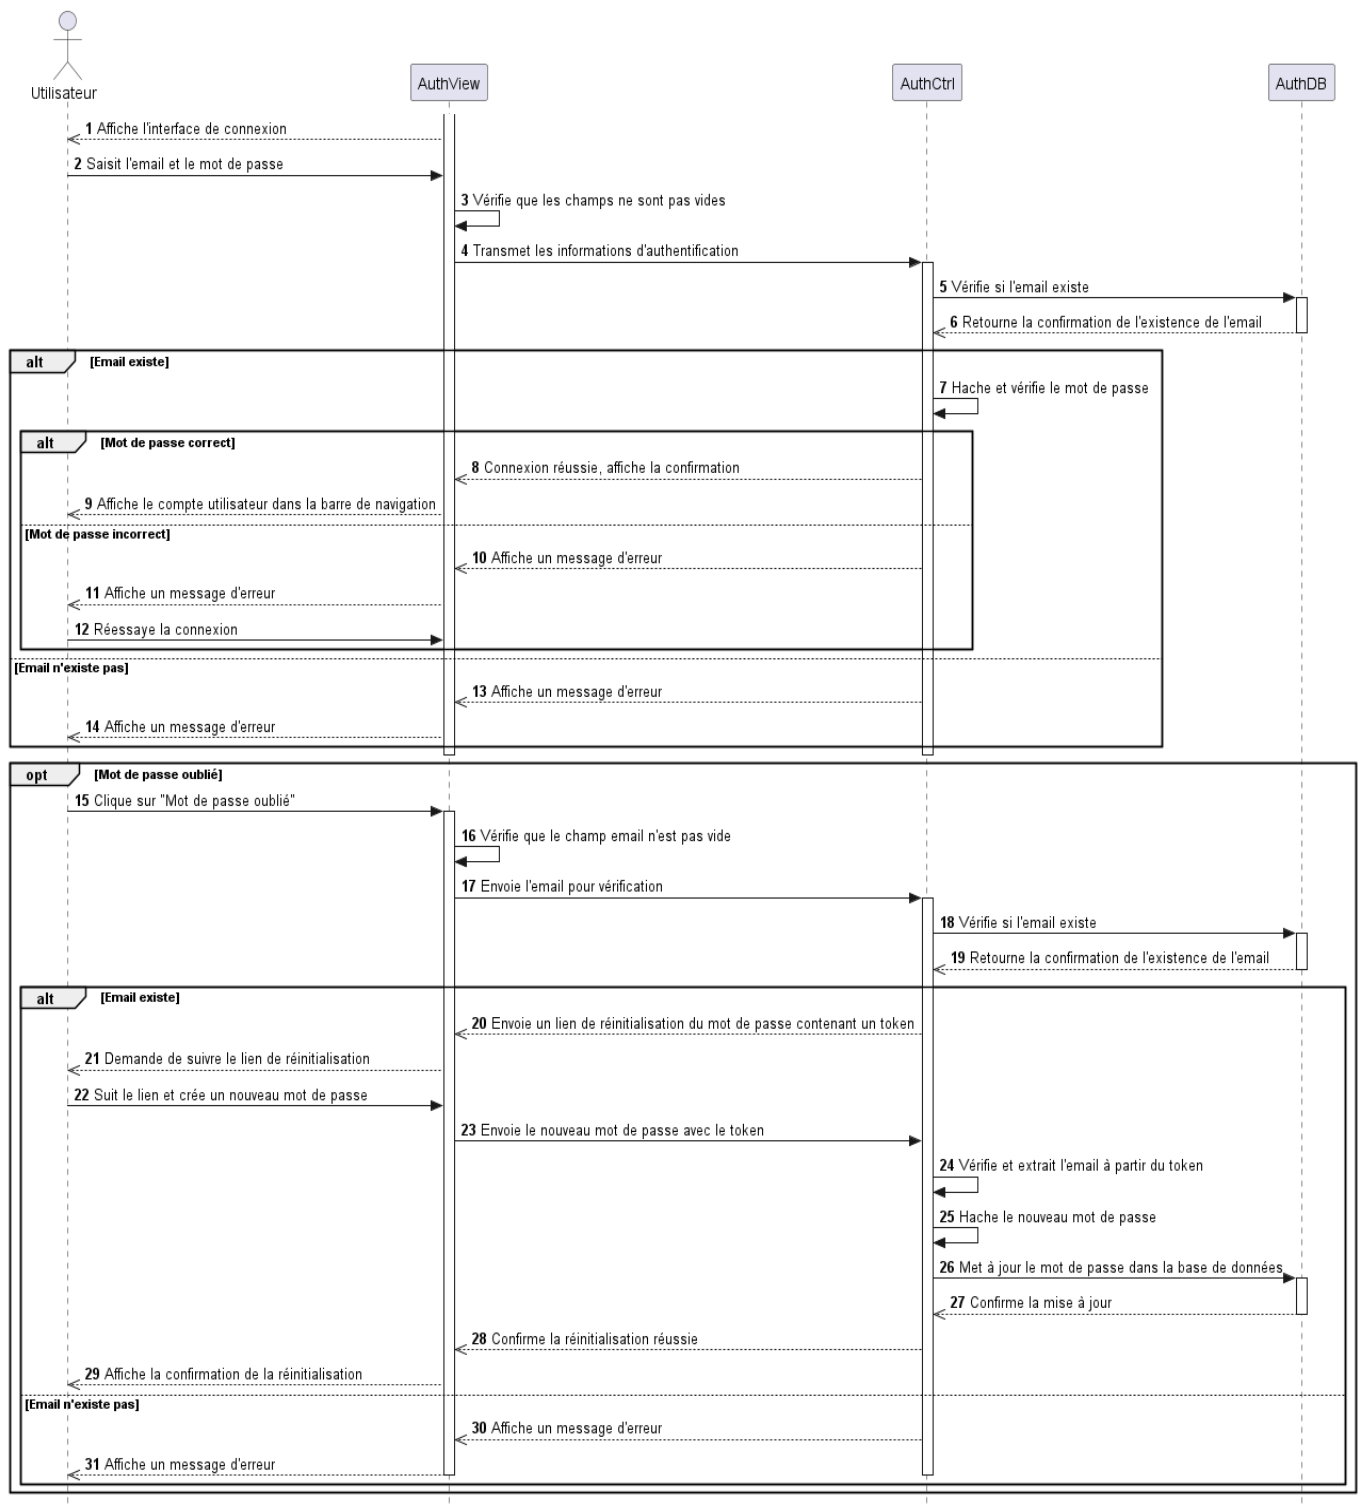 Utilisateur
AuthView
AuthCtrl
AuthDB
1 Affiche l'interface de connexion
2 Saisit l'email et le mot de passe
3 Vérifie que les champs ne sont pas vides
4 Transmet les informations d'authentification
5 Vérifie si l'email existe
6 Retourne la confirmation de l'existence de l'email
alt [Email existe]
7 Hache et vérifie le mot de passe
alt [Mot de passe correct]
8 Connexion réussie, affiche la confirmation
9 Affiche le compte utilisateur dans la barre de navigation
[Mot de passe incorrect]
10 Affiche un message d'erreur
11 Affiche un message d'erreur
12 Réessaye la connexion
[Email n'existe pas]
13 Affiche un message d'erreur
14 Affiche un message d'erreur
opt [Mot de passe oublié]
15 Clique sur "Mot de passe oublié"
16 Vérifie que le champ email n'est pas vide
17 Envoie l'email pour vérification
18 Vérifie si l'email existe
19 Retourne la confirmation de l'existence de l'email
alt [Email existe]
20 Envoie un lien de réinitialisation du mot de passe contenant un token
21 Demande de suivre le lien de réinitialisation
22 Suit le lien et crée un nouveau mot de passe
23 Envoie le nouveau mot de passe avec le token
24 Vérifie et extrait l'email à partir du token
25 Hache le nouveau mot de passe
26 Met à jour le mot de passe dans la base de données
27 Confirme la mise à jour
28 Confirme la réinitialisation réussie
29 Affiche la confirmation de la réinitialisation
[Email n'existe pas]
30 Affiche un message d'erreur
31 Affiche un message d'erreur